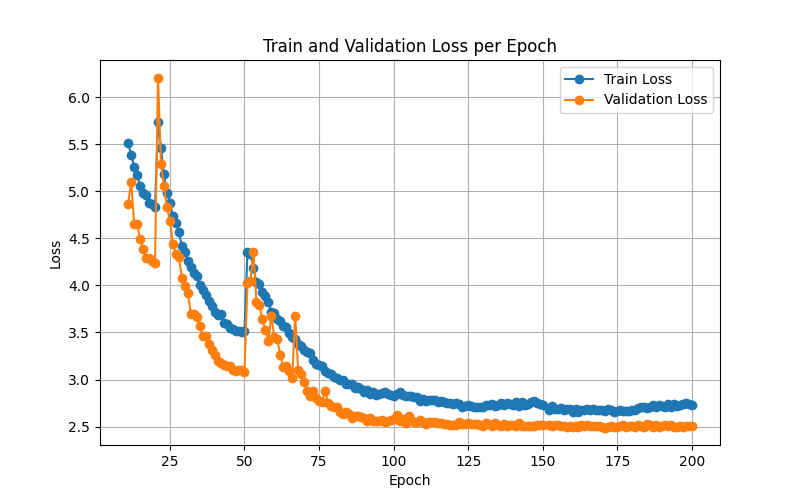 Train and Validation Loss per Epoch
Train Loss
Validation Loss
Loss
6.0
5.5
5.0
4.5
4.0
3.5
3.0
2.5
25 50 75 100 125 150 175 200
Epoch